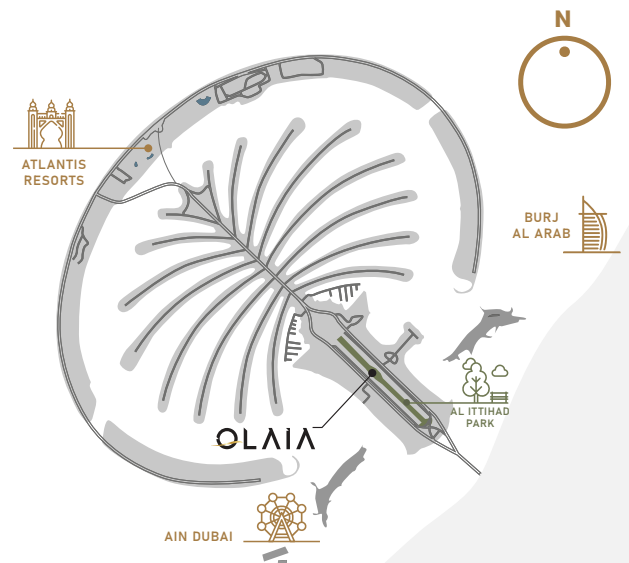 N
ATLANTIS
RESORTS
BURJ
AL ARAB
AL ITTIHAD
PARK
OLAIA
AIN DUBAI